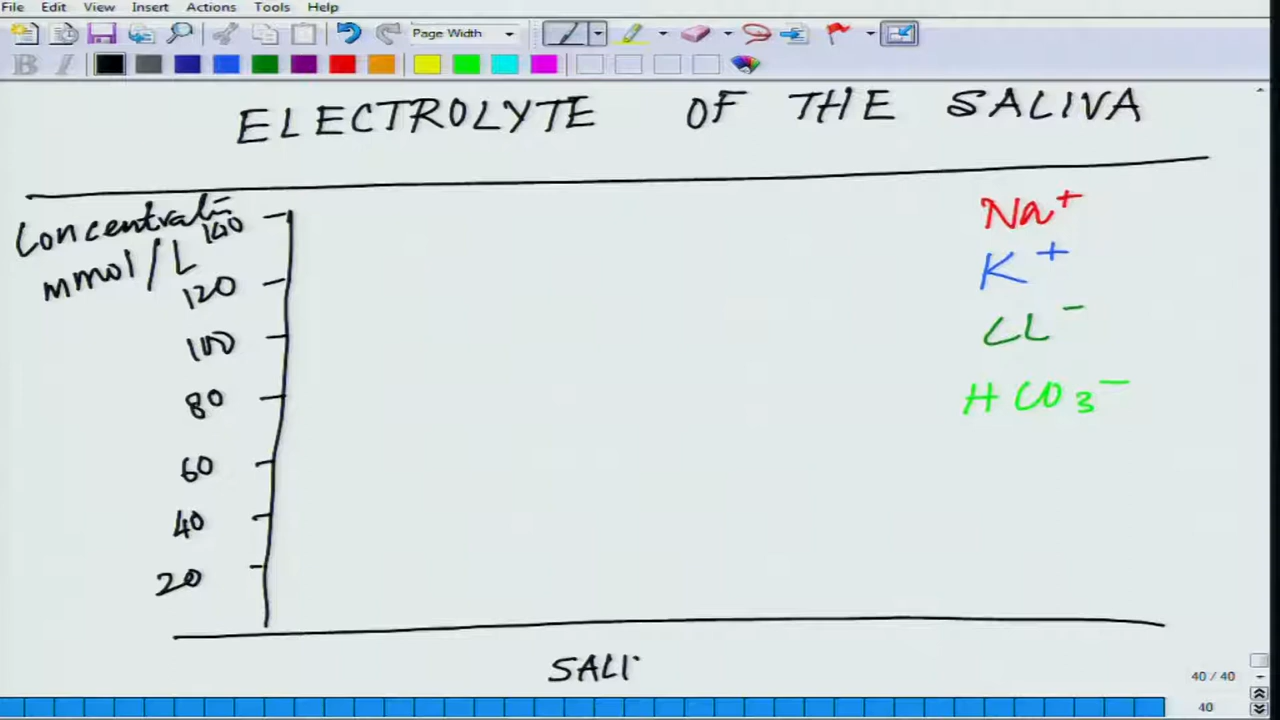 File Edit View Insert Actions Tools Help
Page Width
B I
ELECTROLYTE OF THE SALIVA
Concentrati
mmol/L
140
120
100
80
60
40
20
Na+
K+
CL-
HCO3-
SALI
40 / 40
40